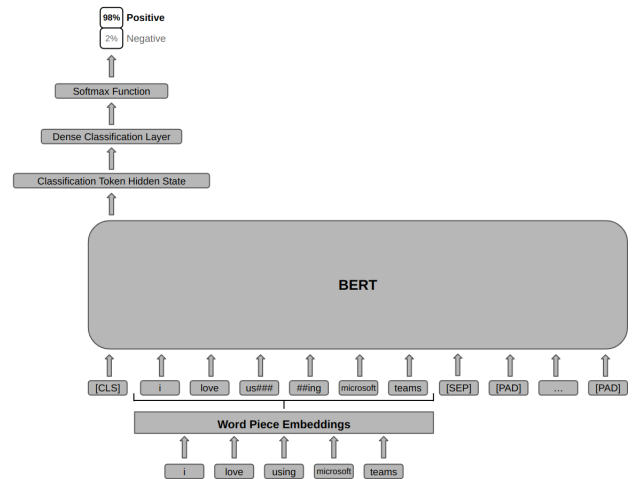 98% Positive
2% Negative
Softmax Function
Dense Classification Layer
Classification Token Hidden State
BERT
[CLS] i love us### ##ing microsoft teams [SEP] [PAD] ... [PAD]
Word Piece Embeddings
i love using microsoft teams